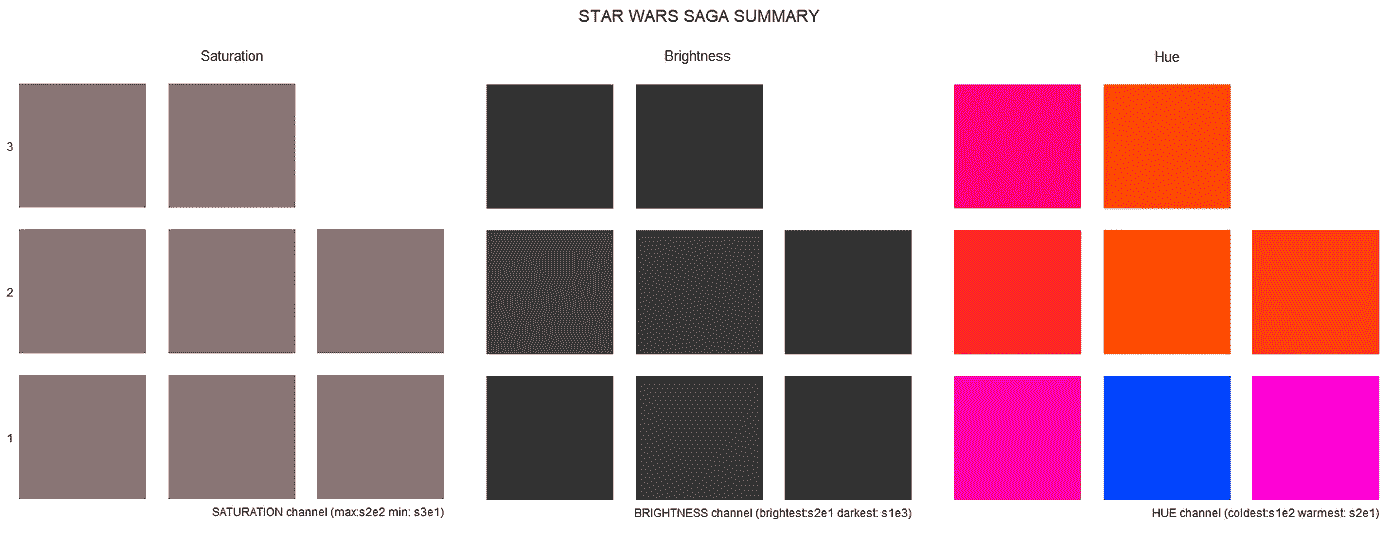 STAR WARS SAGA SUMMARY
Saturation
Brightness
Hue
3
2
1
SATURATION channel (max:s2e2 min: s3e1)
BRIGHTNESS channel (brightest:s2e1 darkest: s1e3)
HUE channel (coldest:s1e2 warmest: s2e1)